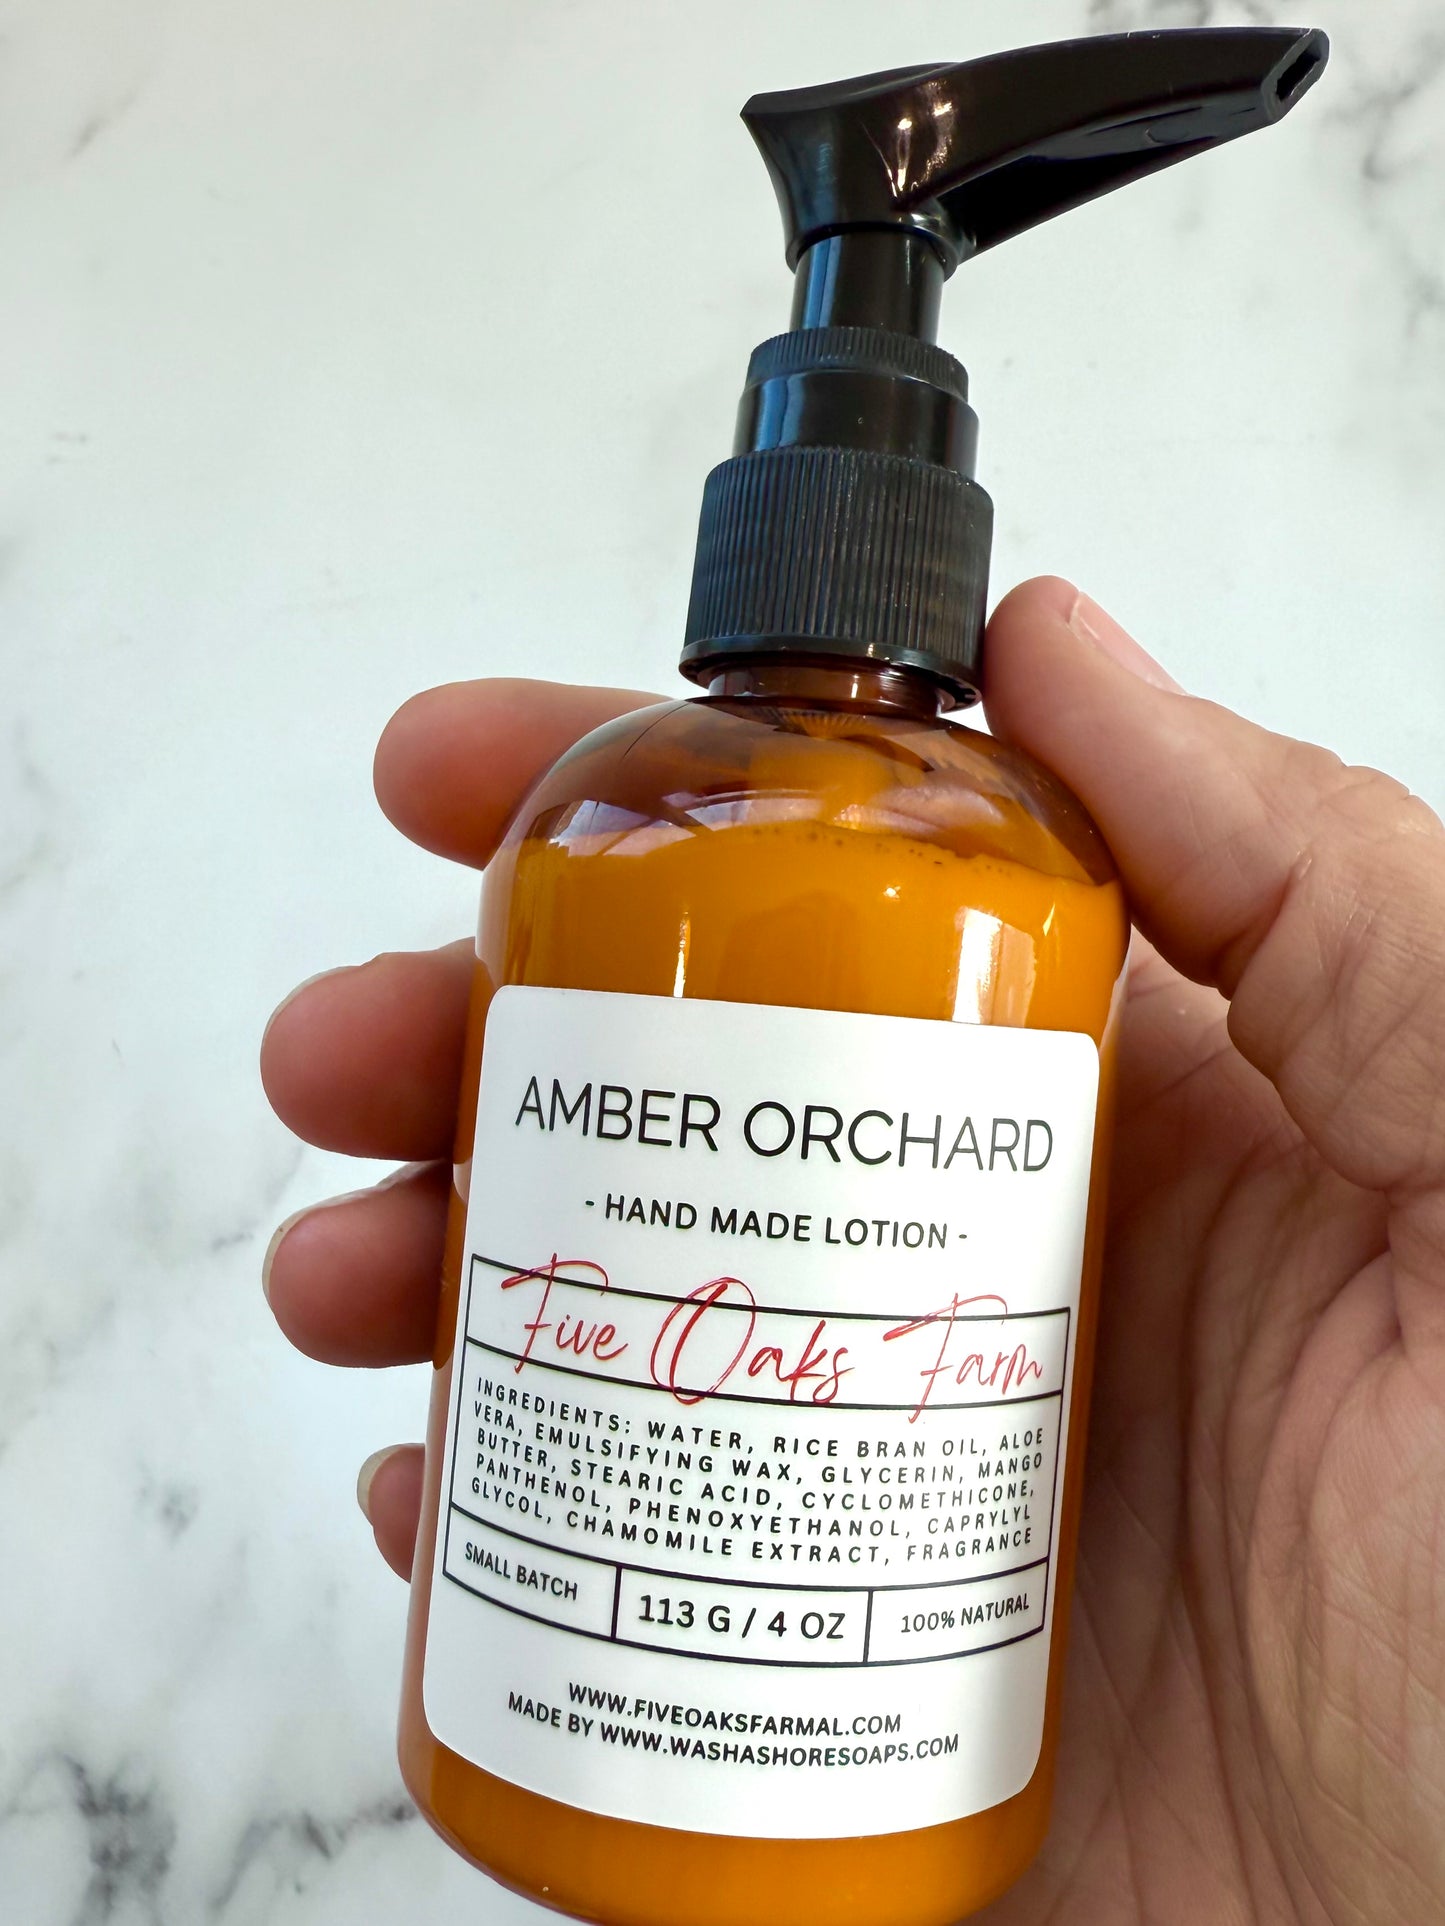 AMBER ORCHARD
- HAND MADE LOTION -
Five Oaks Farm
INGREDIENTS: WATER, RICE BRAN OIL, ALOE
VERA, EMULSIFYING WAX, GLYCERIN, MANGO
BUTTER, STEARIC ACID, CYCLOMETHICONE,
PANTHENOL, PHENOXYETHANOL, CAPRYLYL
GLYCOL, CHAMOMILE EXTRACT, FRAGRANCE
SMALL BATCH
113 G / 4 OZ
100% NATURAL
WWW.FIVEOAKSFARMAL.COM
MADE BY WWW.WASHASHORESOAPS.COM